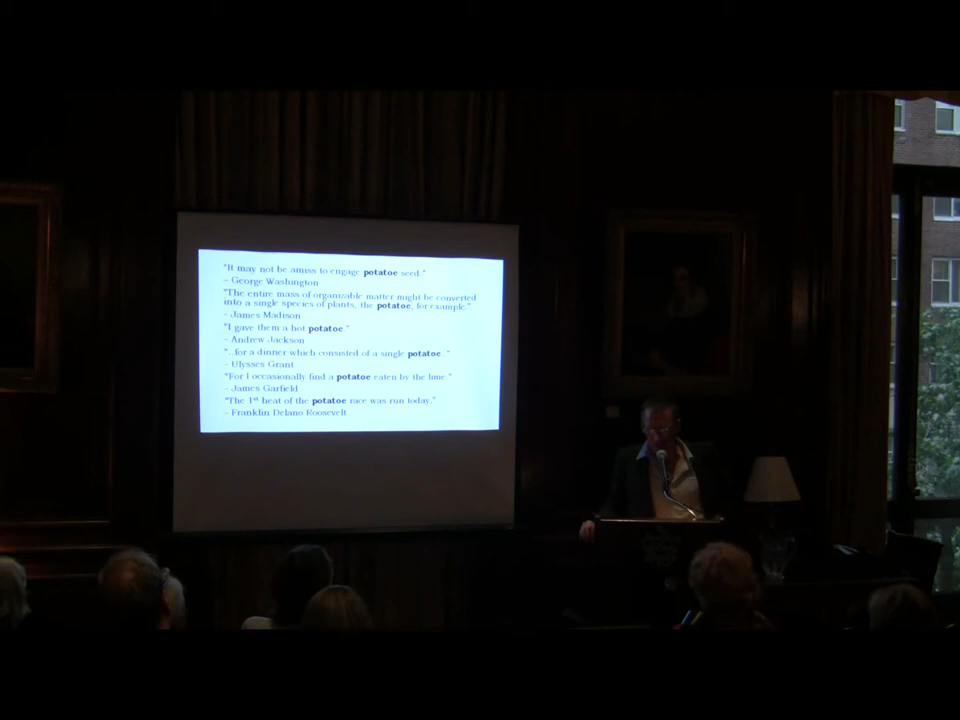 "It may not be amiss to engage potatoe seed."
– George Washington
"The entire mass of organizable matter might be converted
into a single species of plants, the potatoe, for example."
– James Madison
"I gave them a hot potatoe."
– Andrew Jackson
"...for a dinner which consisted of a single potatoe..."
– Ulysses Grant
"For I occasionally find a potatoe eaten by the lime."
– James Garfield
"The 1st heat of the potatoe race was run today."
– Franklin Delano Roosevelt